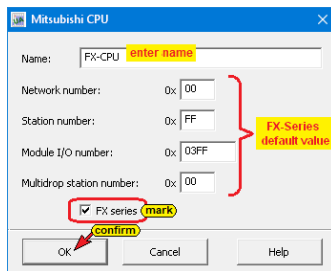 Mitsubishi CPU
Name: FX-CPU enter name
Network number: 0x 00
Station number: 0x FF
Module I/O number: 0x 03FF
Multidrop station number: 0x 00
FX-Series
default value
FX series mark
confirm
OK Cancel Help